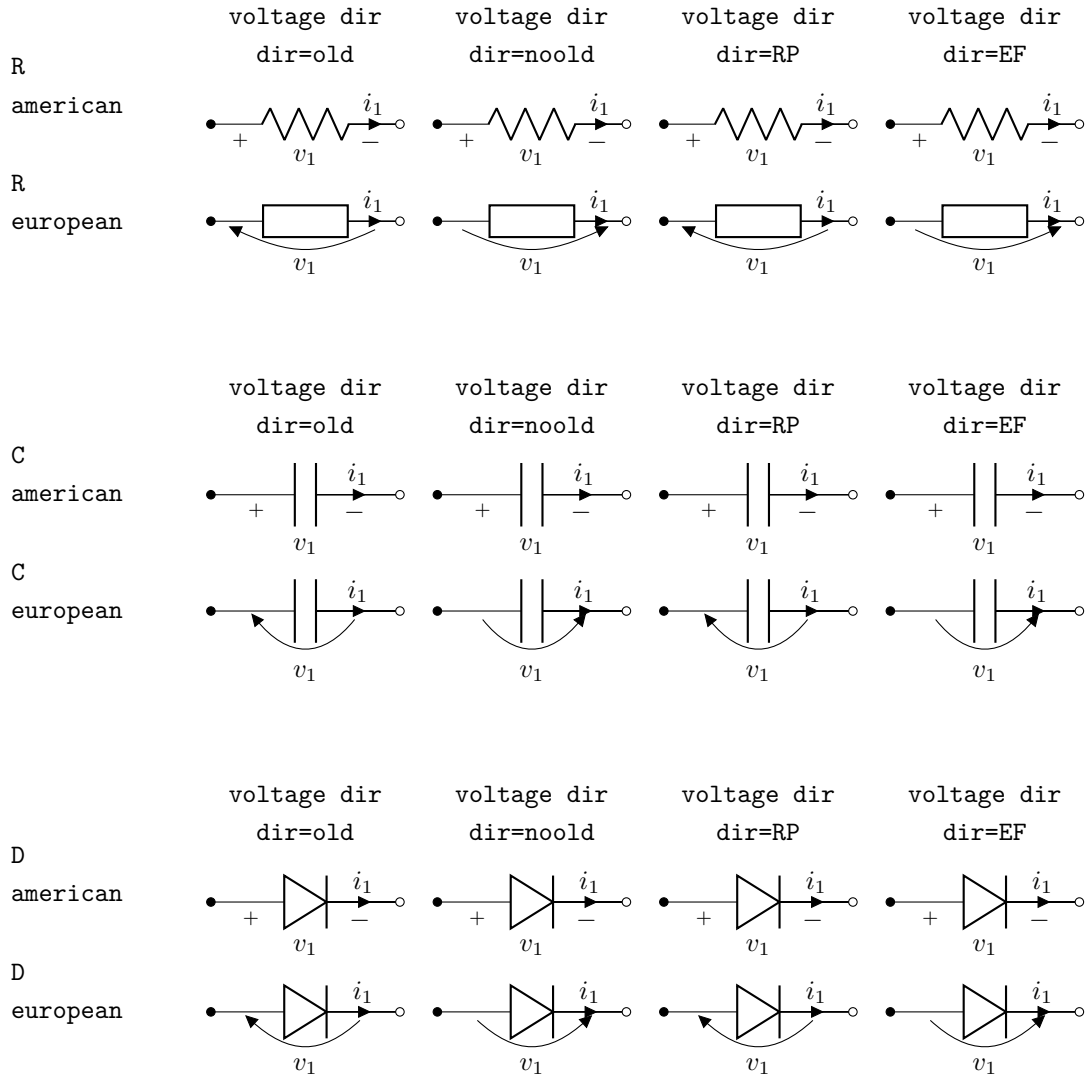 voltage dir voltage dir voltage dir voltage dir
dir=old dir=noold dir=RP dir=EF
R
american
i₁ i₁ i₁ i₁
+ − + − + − + −
v₁ v₁ v₁ v₁
R
european
i₁ i₁ i₁ i₁
v₁ v₁ v₁ v₁
voltage dir voltage dir voltage dir voltage dir
dir=old dir=noold dir=RP dir=EF
C
american
i₁ i₁ i₁ i₁
+ − + − + − + −
v₁ v₁ v₁ v₁
C
european
i₁ i₁ i₁ i₁
v₁ v₁ v₁ v₁
voltage dir voltage dir voltage dir voltage dir
dir=old dir=noold dir=RP dir=EF
D
american
i₁ i₁ i₁ i₁
+ − + − + − + −
v₁ v₁ v₁ v₁
D
european
i₁ i₁ i₁ i₁
v₁ v₁ v₁ v₁